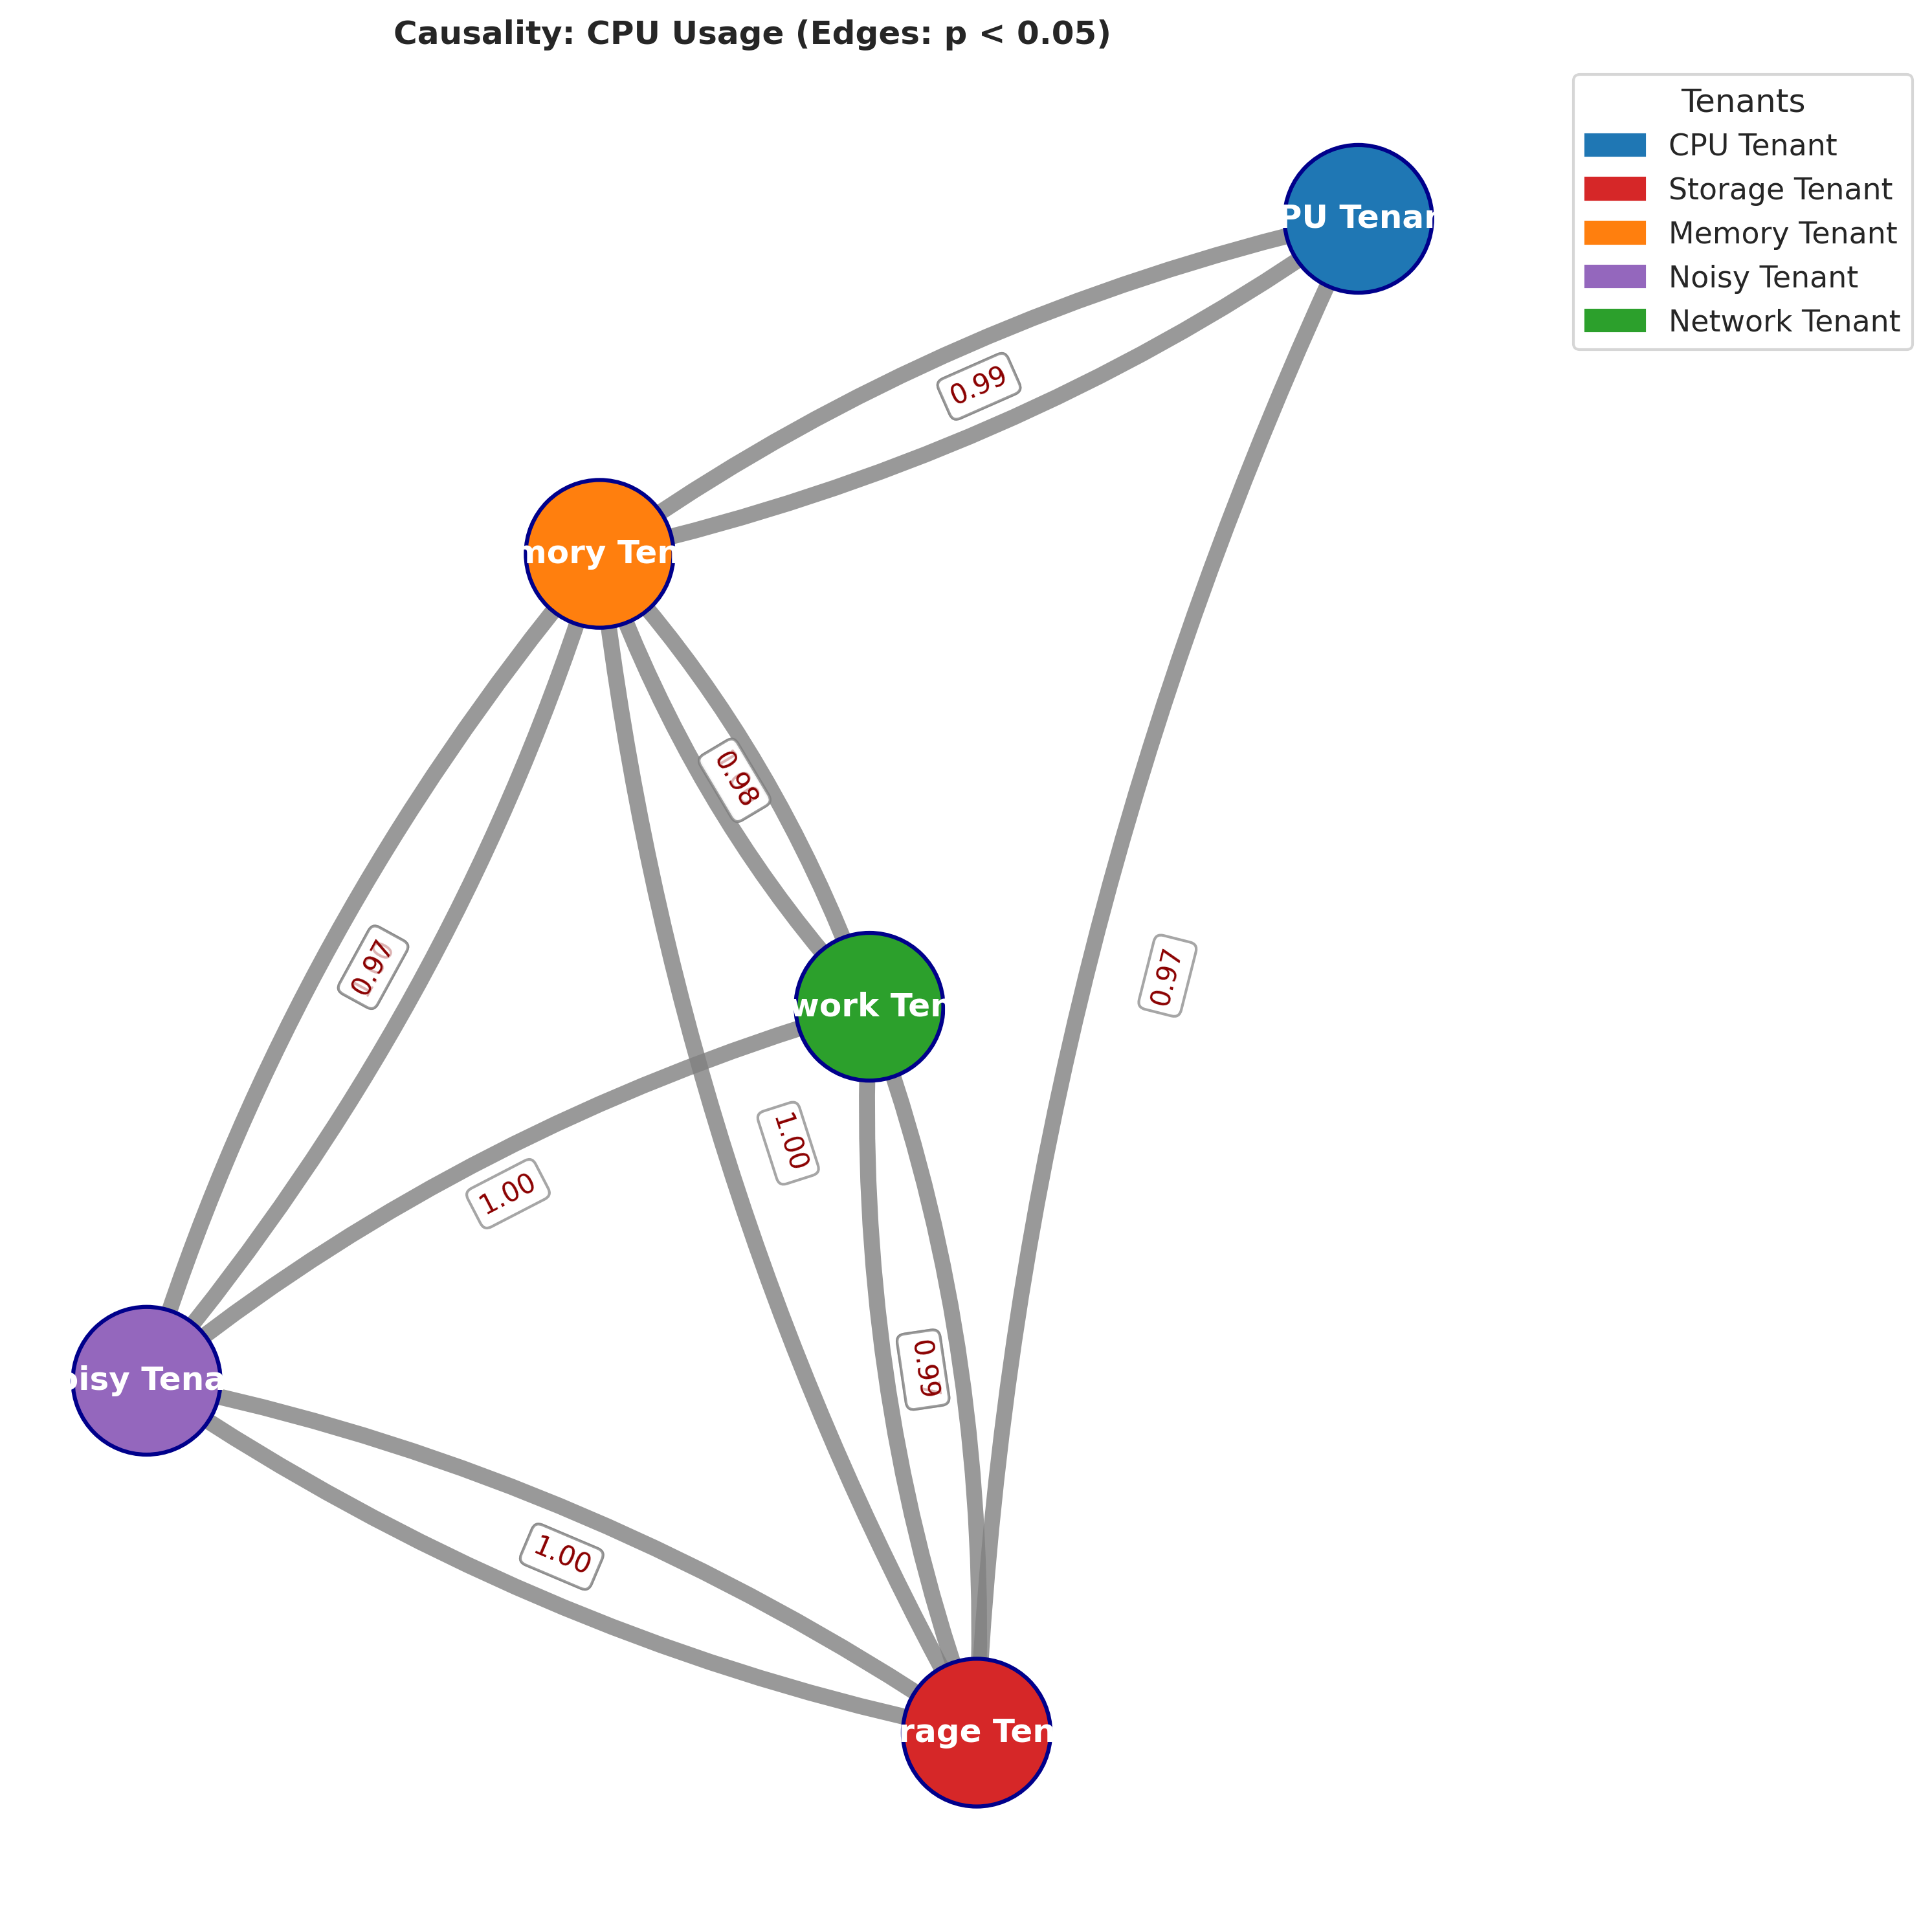 Causality: CPU Usage (Edges: p < 0.05)
Tenants
CPU Tenant
Storage Tenant
Memory Tenant
Noisy Tenant
Network Tenant
PU Tenar
0.99
mory Ten
0.98
0.97
0.97
work Ten
1.00
1.00
0.99
oisy Tena
1.00
rage Ten